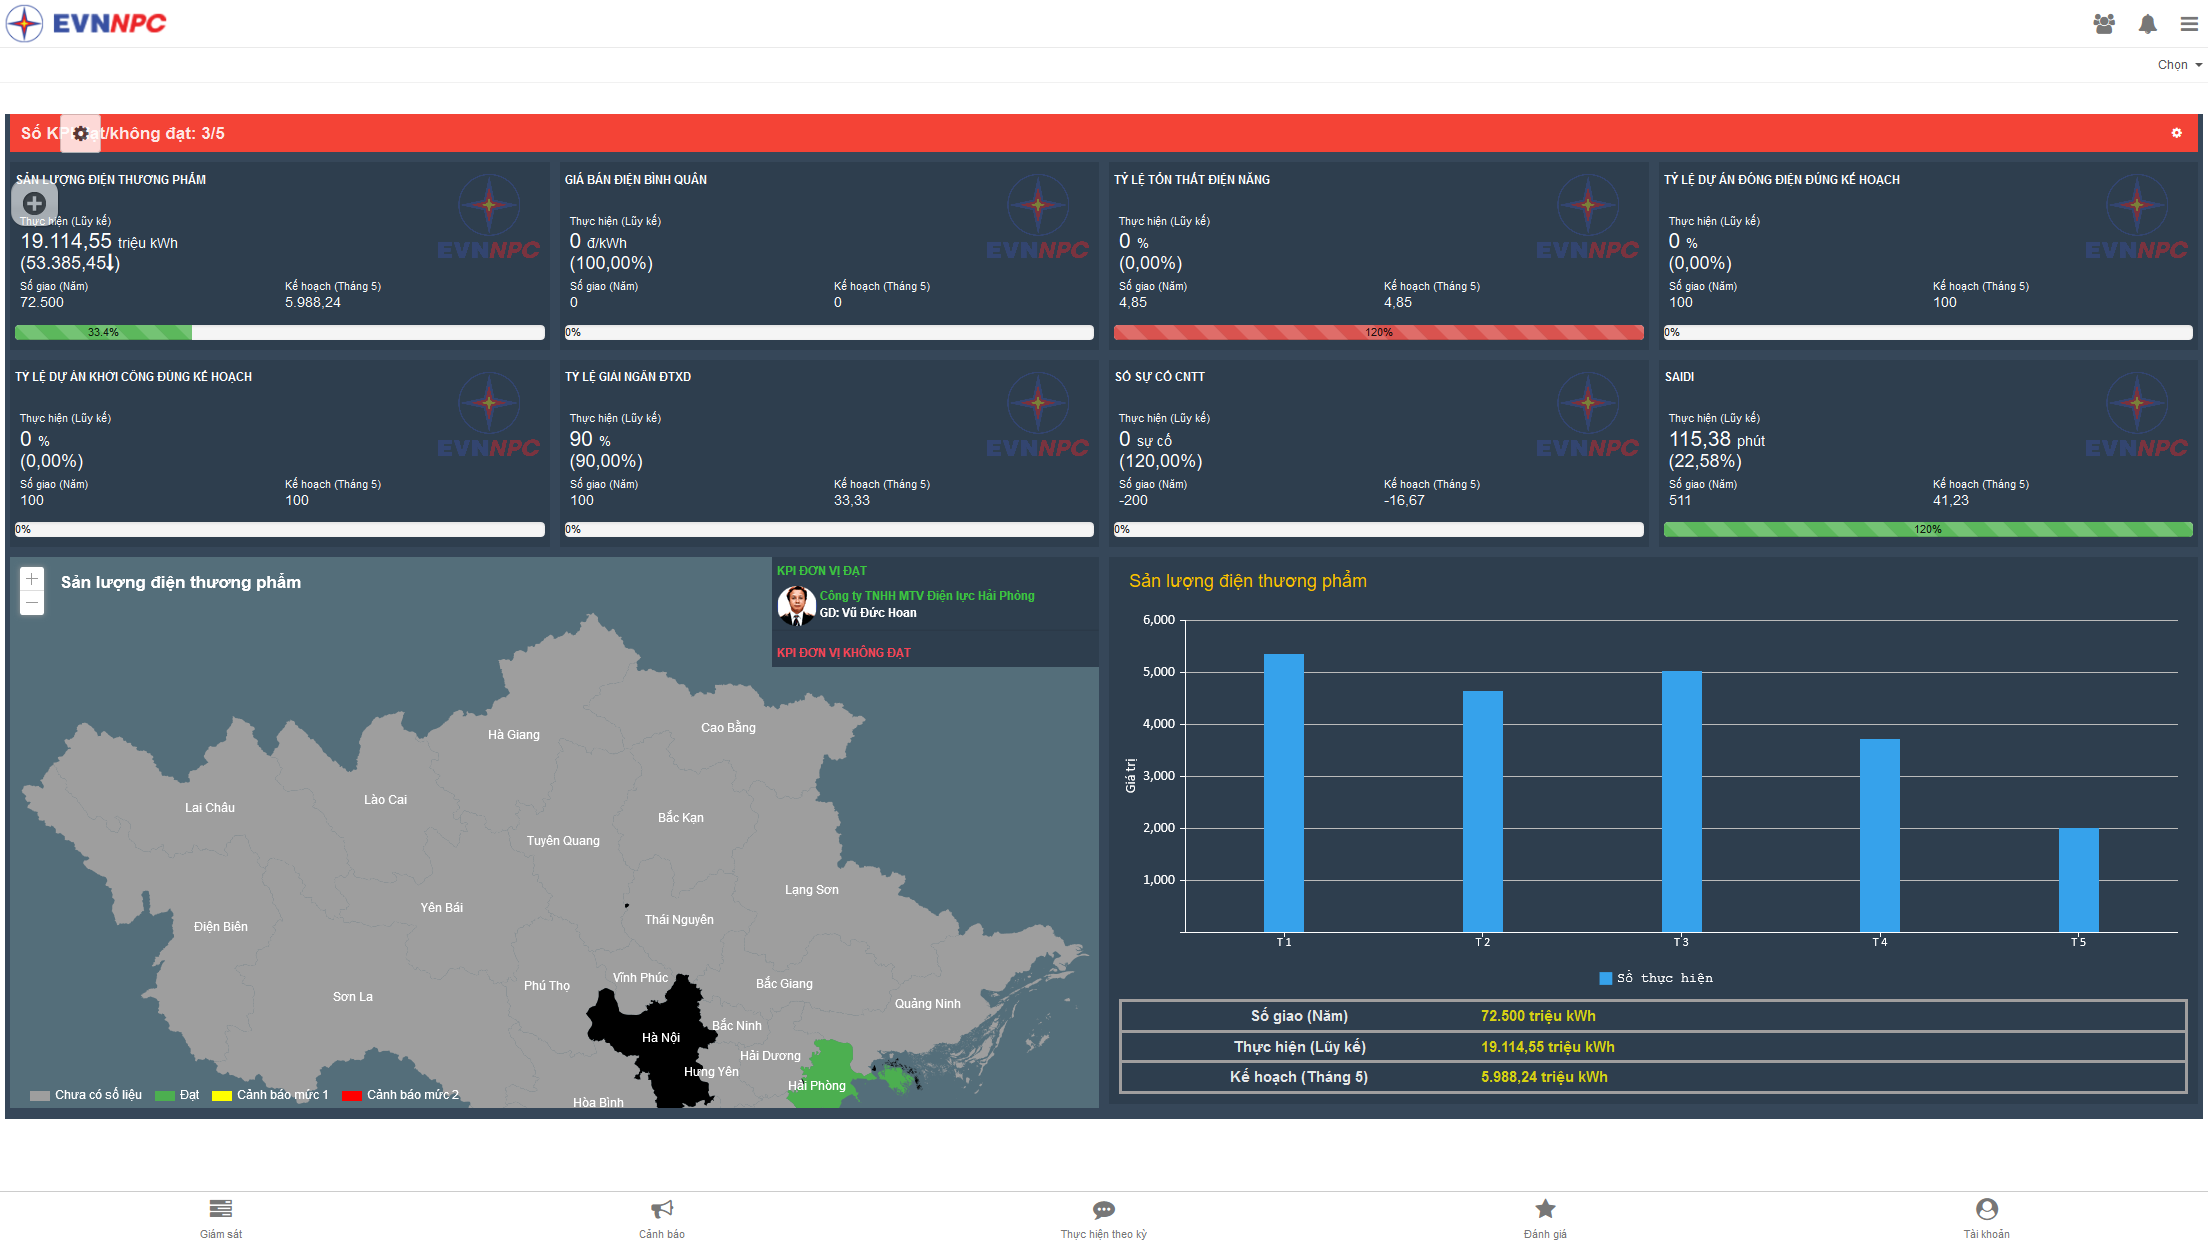 EVNNPC
Chọn
Số KPI đạt/không đạt: 3/5
SẢN LƯỢNG ĐIỆN THƯƠNG PHẨM
EVNNPC
Thực hiện (Lũy kế)
19.114,55 triệu kWh
(53.385,45)
Số giao (Năm) Kế hoạch (Tháng 5)
72.500 5.988,24
33.4%
GIÁ BÁN ĐIỆN BÌNH QUÂN
EVNNPC
Thực hiện (Lũy kế)
0 đ/kWh
(100,00%)
Số giao (Năm) Kế hoạch (Tháng 5)
0 0
0%
TỶ LỆ TỔN THẤT ĐIỆN NĂNG
EVNNPC
Thực hiện (Lũy kế)
0 %
(0,00%)
Số giao (Năm) Kế hoạch (Tháng 5)
4,85 4,85
120%
TỶ LỆ DỰ ÁN ĐÓNG ĐIỆN ĐÚNG KẾ HOẠCH
EVNNPC
Thực hiện (Lũy kế)
0 %
(0,00%)
Số giao (Năm) Kế hoạch (Tháng 5)
100 100
0%
TỶ LỆ DỰ ÁN KHỞI CÔNG ĐÚNG KẾ HOẠCH
EVNNPC
Thực hiện (Lũy kế)
0 %
(0,00%)
Số giao (Năm) Kế hoạch (Tháng 5)
100 100
0%
TỶ LỆ GIẢI NGÂN ĐTXD
EVNNPC
Thực hiện (Lũy kế)
90 %
(90,00%)
Số giao (Năm) Kế hoạch (Tháng 5)
100 33,33
0%
SỐ SỰ CỐ CNTT
EVNNPC
Thực hiện (Lũy kế)
0 sự cố
(120,00%)
Số giao (Năm) Kế hoạch (Tháng 5)
-200 -16,67
0%
SAIDI
EVNNPC
Thực hiện (Lũy kế)
115,38 phút
(22,58%)
Số giao (Năm) Kế hoạch (Tháng 5)
511 41,23
120%
+
−
Sản lượng điện thương phẩm
KPI ĐƠN VỊ ĐẠT
Công ty TNHH MTV Điện lực Hải Phòng
GD: Vũ Đức Hoan
KPI ĐƠN VỊ KHÔNG ĐẠT
Cao Bằng
Hà Giang
Lào Cai
Lai Châu
Bắc Kạn
Tuyên Quang
Lạng Sơn
Yên Bái
Thái Nguyên
Điện Biên
Vĩnh Phúc
Bắc Giang
Phú Thọ
Sơn La
Quảng Ninh
Bắc Ninh
Hà Nội
Hải Dương
Hưng Yên
Hải Phòng
Hòa Bình
Chưa có số liệu Đạt Cảnh báo mức 1 Cảnh báo mức 2
Sản lượng điện thương phẩm
6,000
5,000
4,000
3,000
2,000
1,000
Giá trị
T1 T2 T3 T4 T5
Số thực hiện
Số giao (Năm) 72.500 triệu kWh
Thực hiện (Lũy kế) 19.114,55 triệu kWh
Kế hoạch (Tháng 5) 5.988,24 triệu kWh
Giám sát Cảnh báo Thực hiện theo kỳ Đánh giá Tài khoản